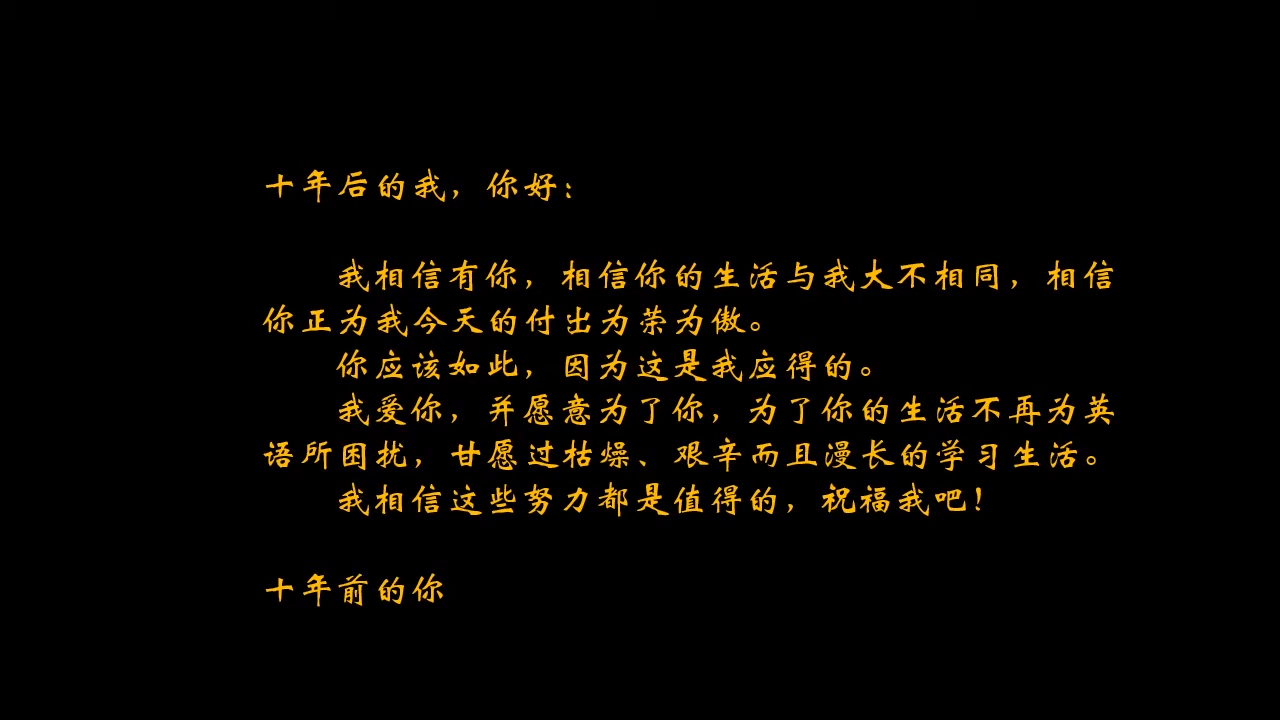 十年后的我，你好：
我相信有你，相信你的生活与我大不相同，相信
你正为我今天的付出为荣为傲。
你应该如此，因为这是我应得的。
我爱你，并愿意为了你，为了你的生活不再为英
语所困扰，甘愿过枯燥、艰辛而且漫长的学习生活。
我相信这些努力都是值得的，祝福我吧！
十年前的你